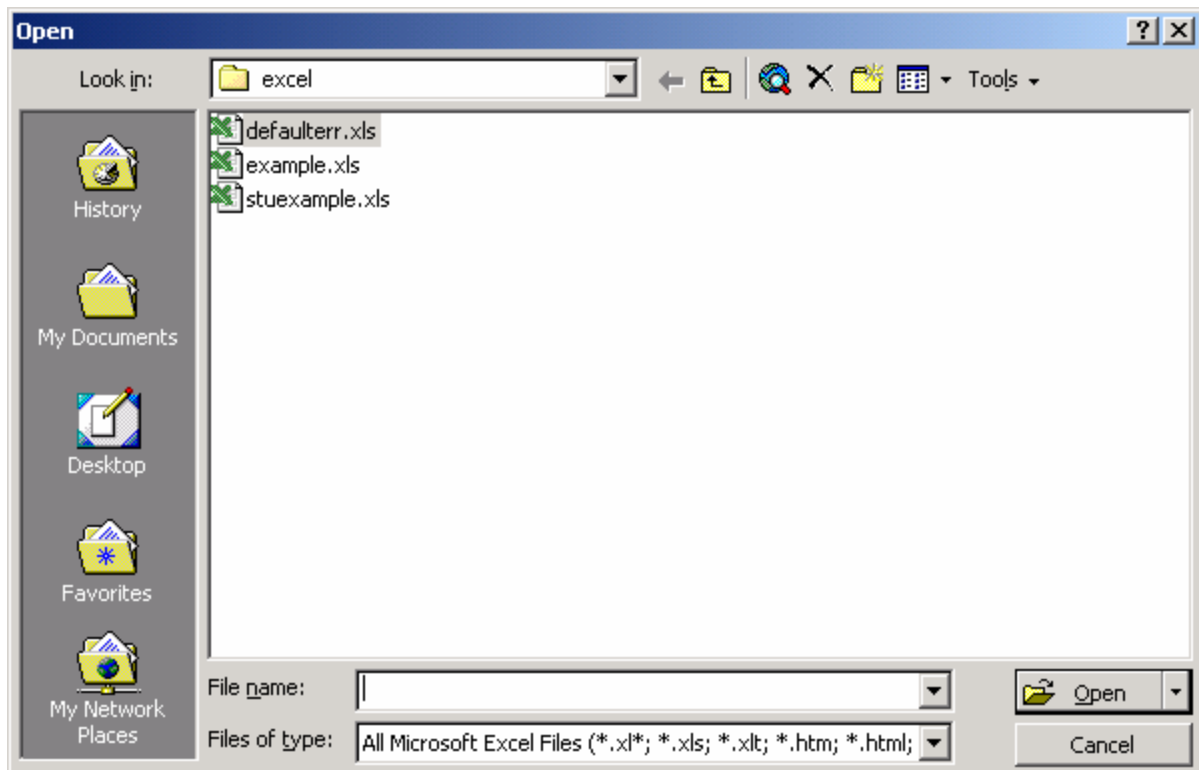 Open
Look in: excel Tools
defaulterr.xls
example.xls
stuexample.xls
History
My Documents
Desktop
Favorites
My Network
Places
File name:
Open
Files of type: All Microsoft Excel Files (*.xl*; *.xls; *.xlt; *.htm; *.html;
Cancel